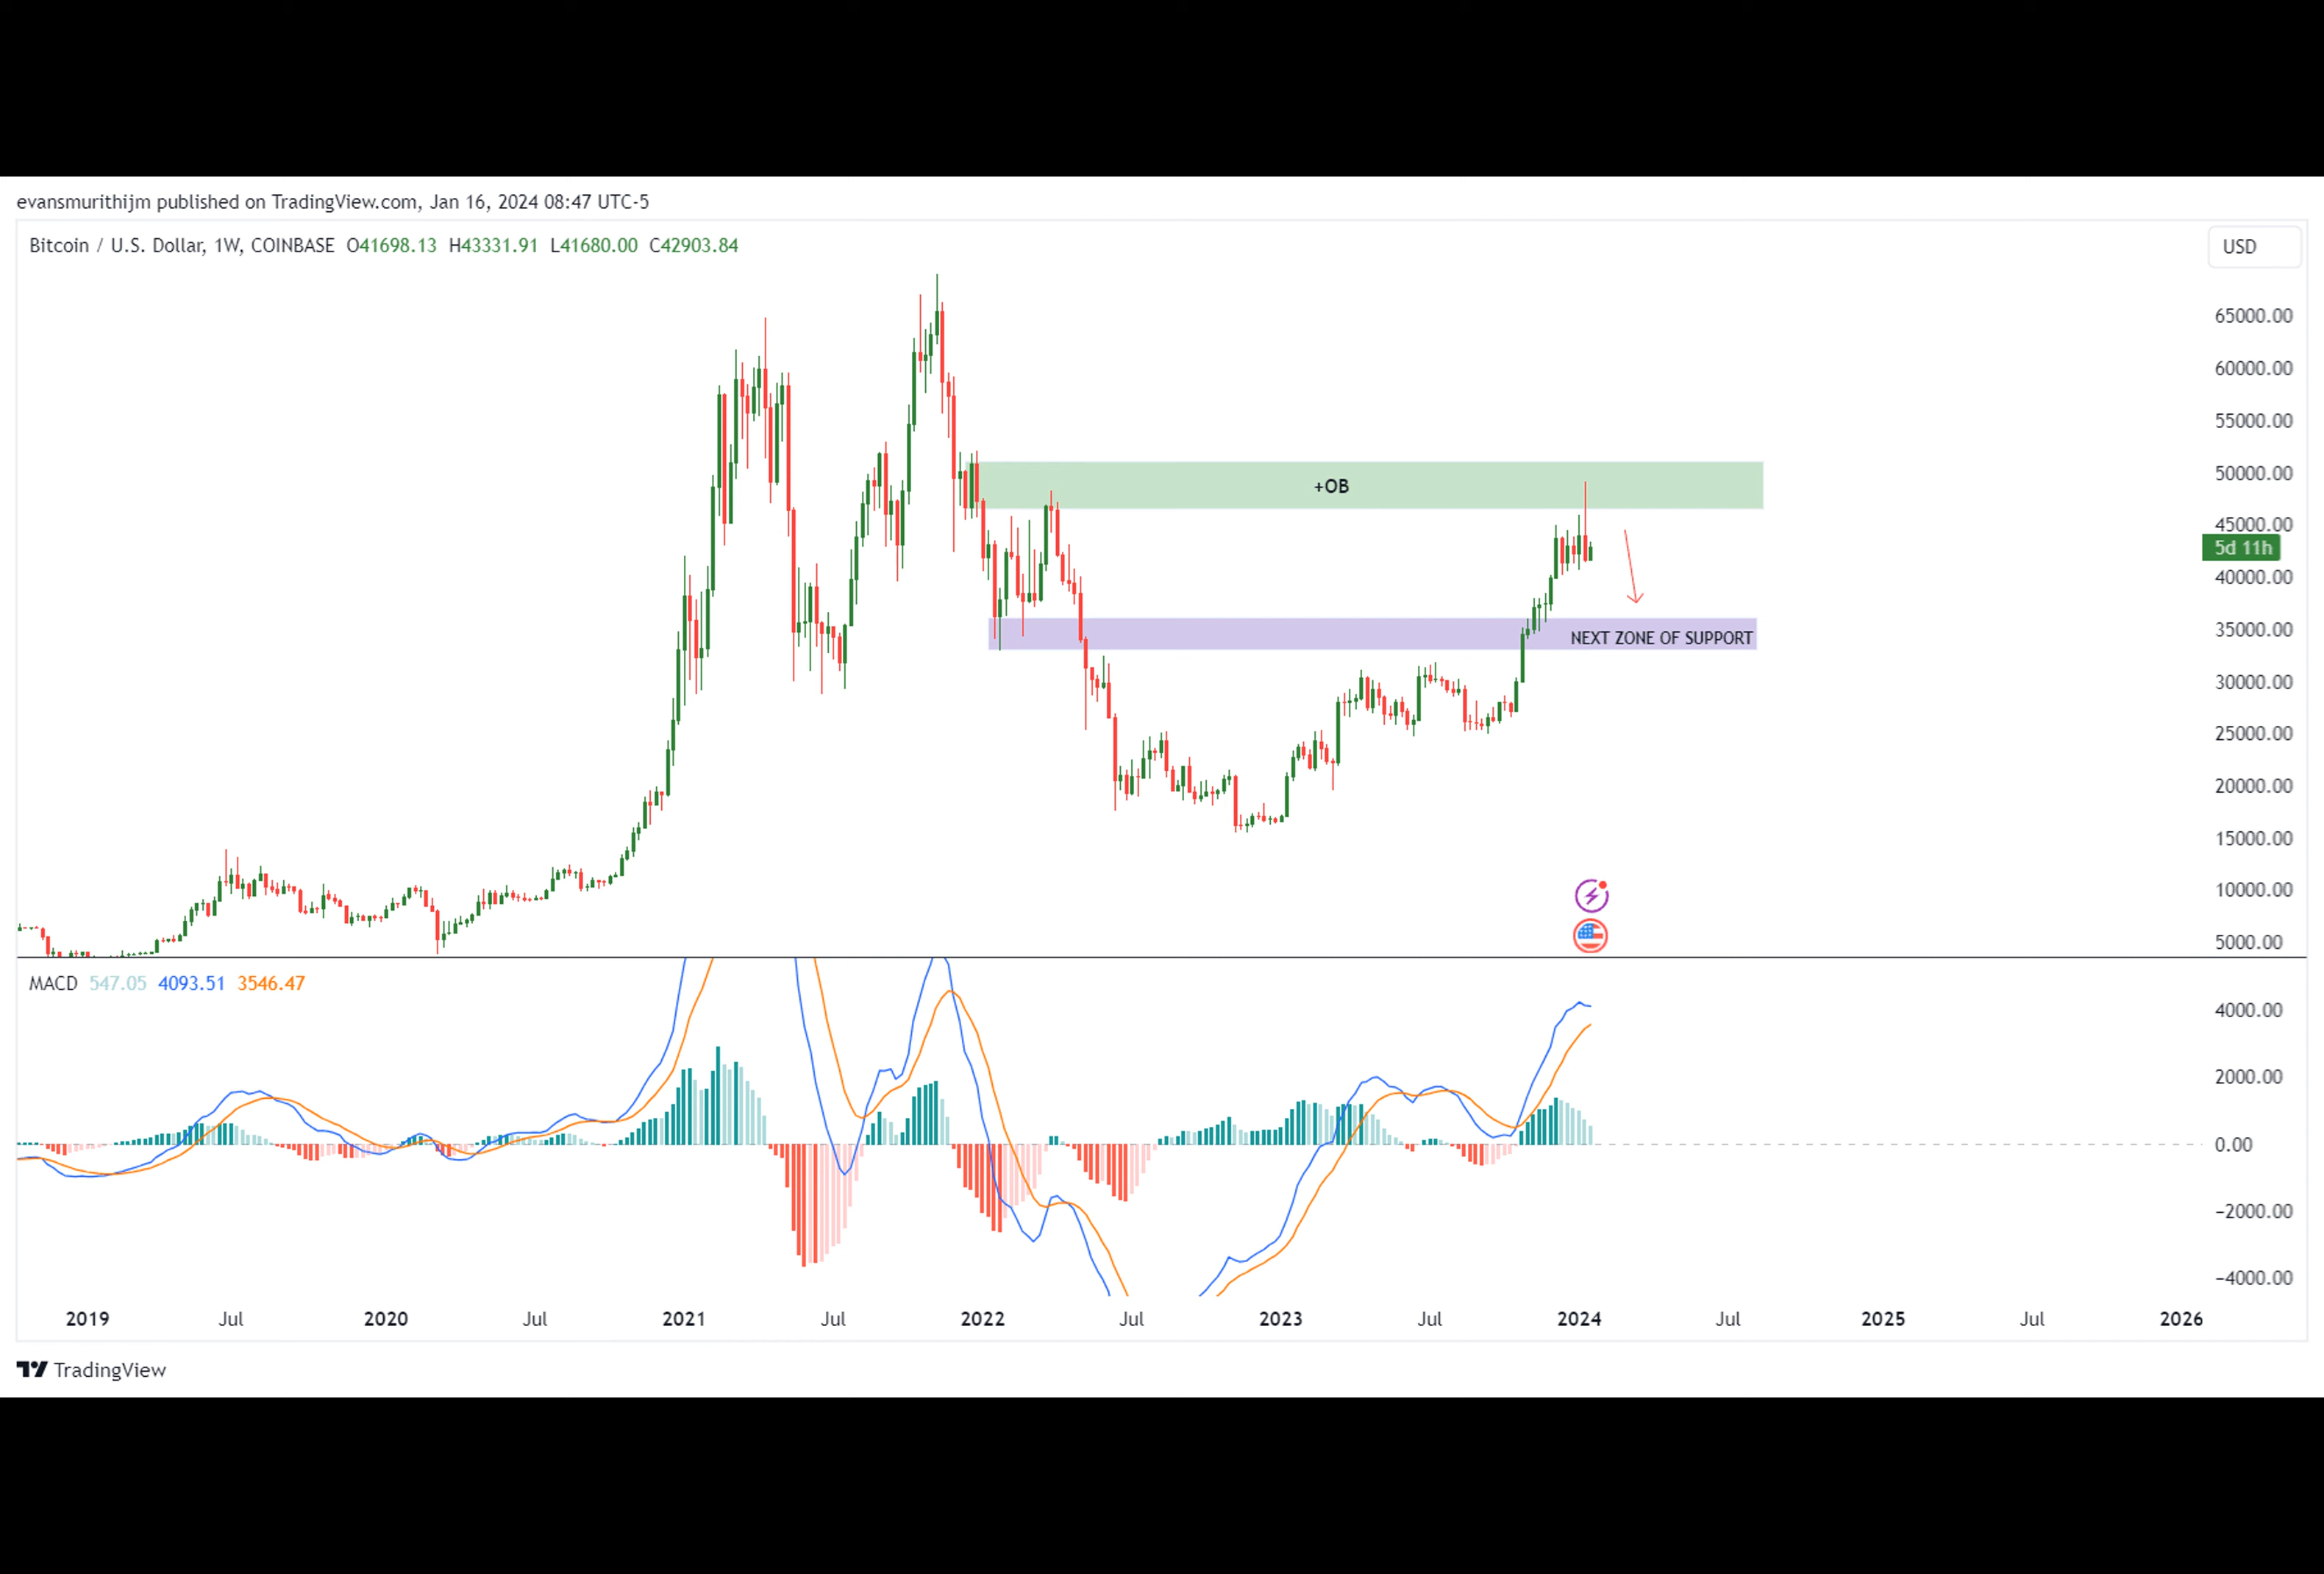 evansmurithijm published on TradingView.com, Jan 16, 2024 08:47 UTC-5
Bitcoin / U.S. Dollar, 1W, COINBASE O41698.13 H43331.91 L41680.00 C42903.84
USD
65000.00
60000.00
55000.00
50000.00
+OB
45000.00
5d 11h
40000.00
35000.00
NEXT ZONE OF SUPPORT
30000.00
25000.00
20000.00
15000.00
10000.00
5000.00
MACD 547.05 4093.51 3546.47
4000.00
2000.00
0.00
−2000.00
−4000.00
2019 Jul 2020 Jul 2021 Jul 2022 Jul 2023 Jul 2024 Jul 2025 Jul 2026
TradingView